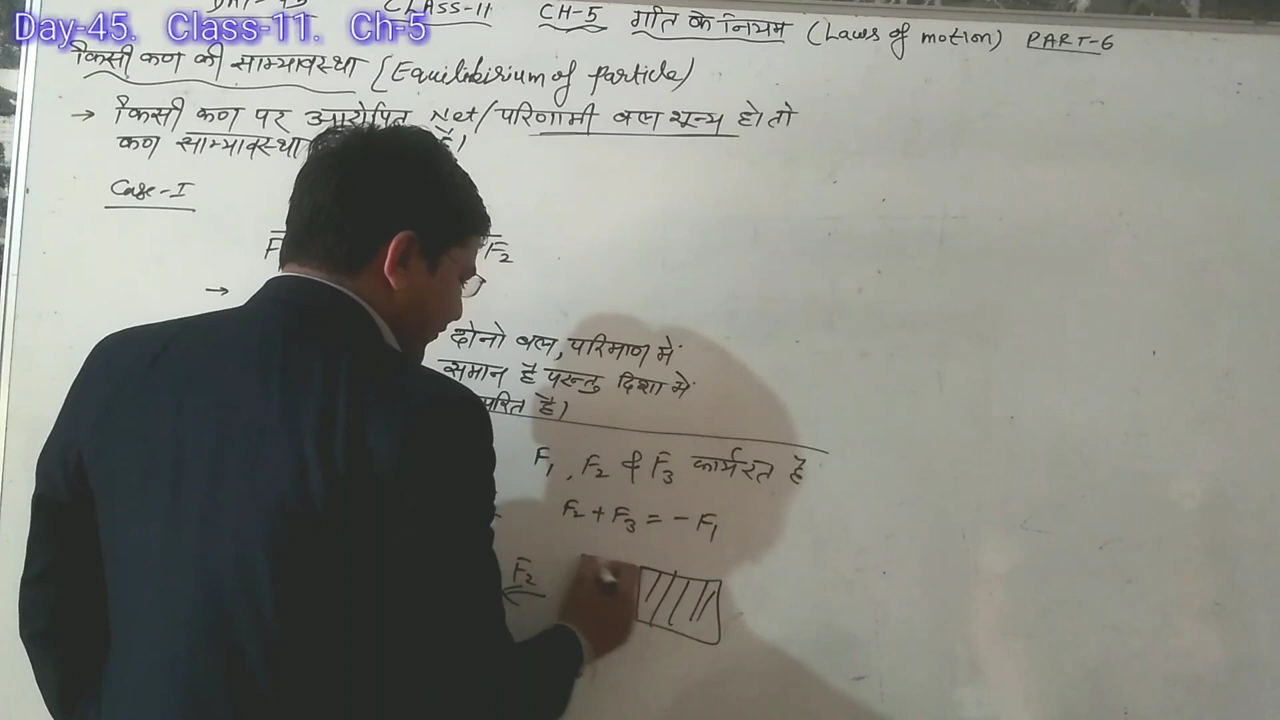 Day-45. Class-11. Ch-5
CLASS-11 CH-5 गति के नियम (Laws of motion) PART-6
किसी कण की साम्यावस्था (Equilibirium of particle)
→ किसी कण पर आरोपित Net/परिणामी बल शून्य हो तो
कण साम्यावस्था है।
Case-I
F F₂
→
दोनो बल, परिमाण में
समान है परन्तु दिशा में
परित है।
F₁, F₂ & F₃ कार्यरत है
F₂ + F₃ = - F₁
F₂